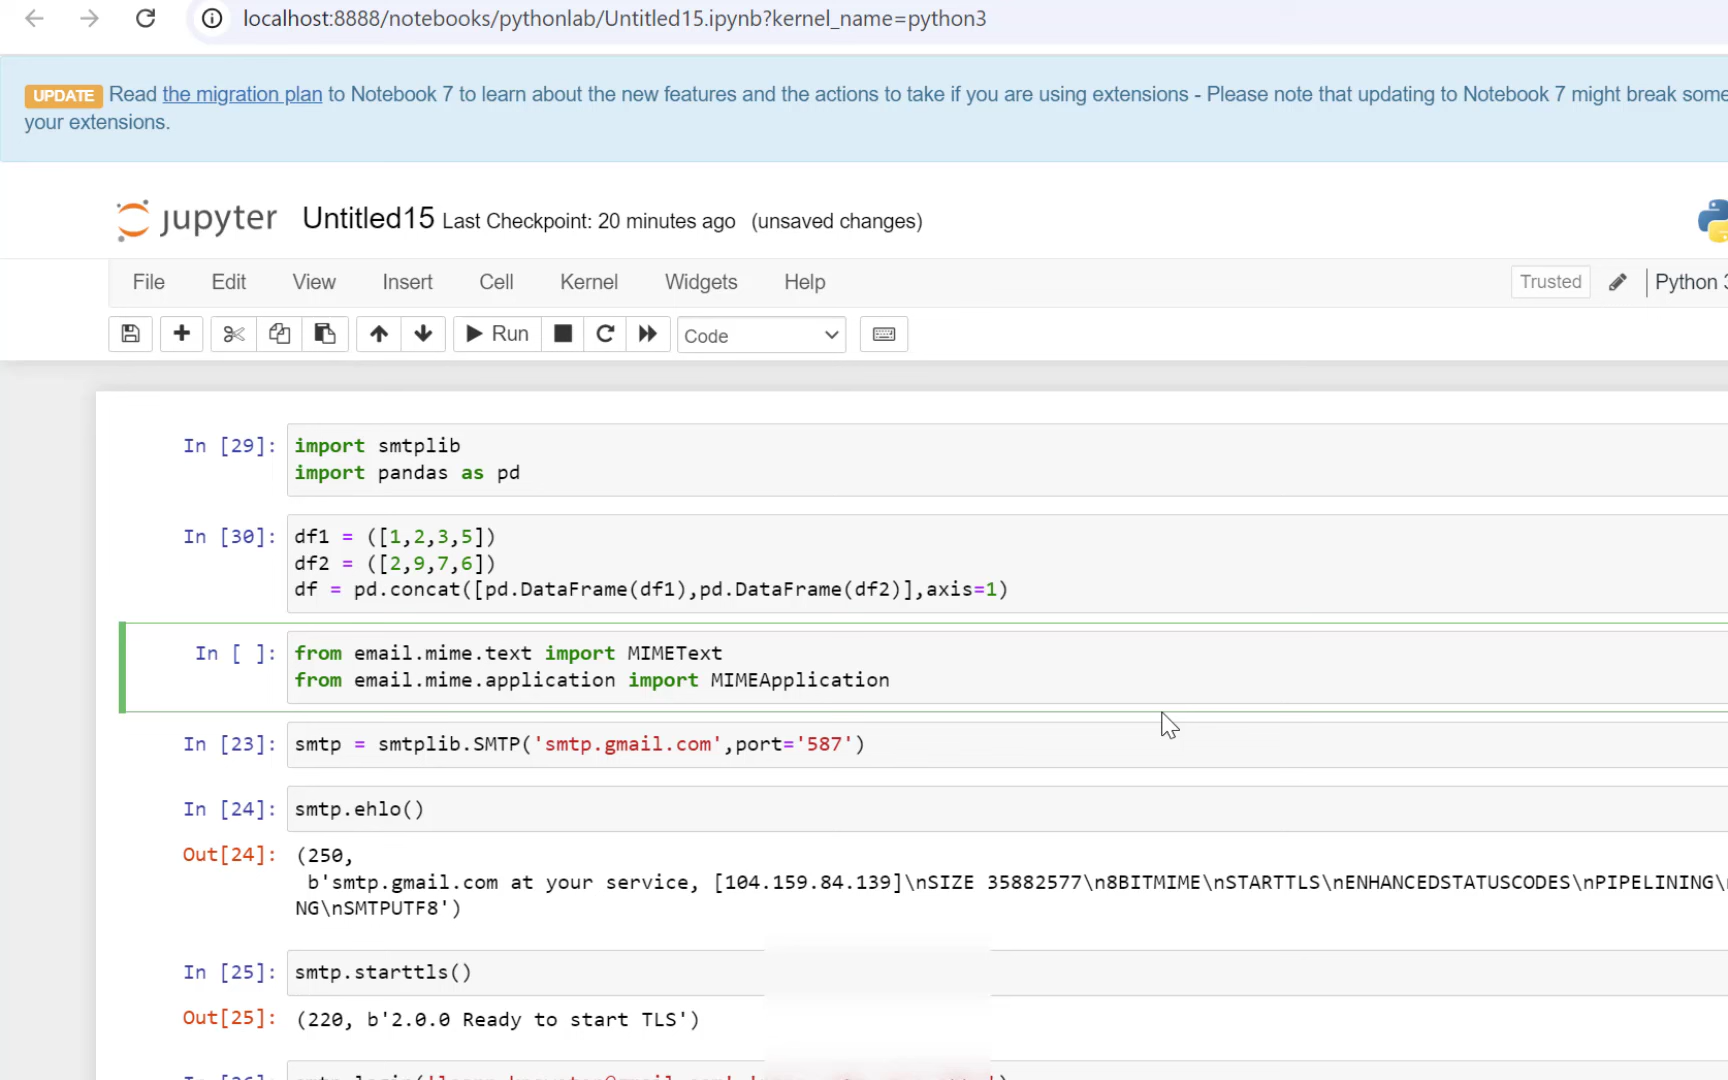 localhost:8888/notebooks/pythonlab/Untitled15.ipynb?kernel_name=python3
UPDATE Read the migration plan to Notebook 7 to learn about the new features and the actions to take if you are using extensions - Please note that updating to Notebook 7 might break some
your extensions.
jupyter Untitled15 Last Checkpoint: 20 minutes ago (unsaved changes)
File Edit View Insert Cell Kernel Widgets Help Trusted Python
Run Code
In [29]: import smtplib
import pandas as pd
In [30]: df1 = ([1,2,3,5])
df2 = ([2,9,7,6])
df = pd.concat([pd.DataFrame(df1),pd.DataFrame(df2)],axis=1)
In [ ]: from email.mime.text import MIMEText
from email.mime.application import MIMEApplication
In [23]: smtp = smtplib.SMTP('smtp.gmail.com',port='587')
In [24]: smtp.ehlo()
Out[24]: (250,
b'smtp.gmail.com at your service, [104.159.84.139]\nSIZE 35882577\n8BITMIME\nSTARTTLS\nENHANCEDSTATUSCODES\nPIPELINING\
NG\nSMTPUTF8')
In [25]: smtp.starttls()
Out[25]: (220, b'2.0.0 Ready to start TLS')